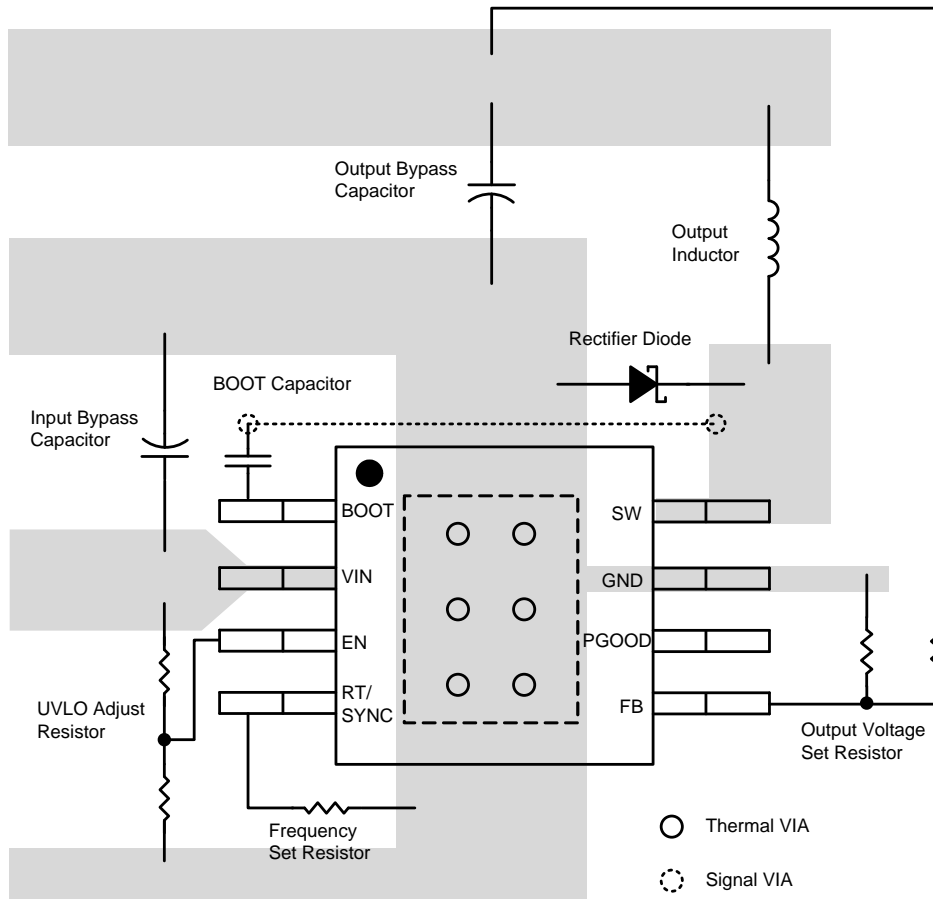 Output Bypass
Capacitor
Output
Inductor
Rectifier Diode
BOOT Capacitor
Input Bypass
Capacitor
BOOT
SW
VIN
GND
EN
PGOOD
RT/
SYNC
FB
UVLO Adjust
Resistor
Output Voltage
Set Resistor
Frequency
Set Resistor
Thermal VIA
Signal VIA